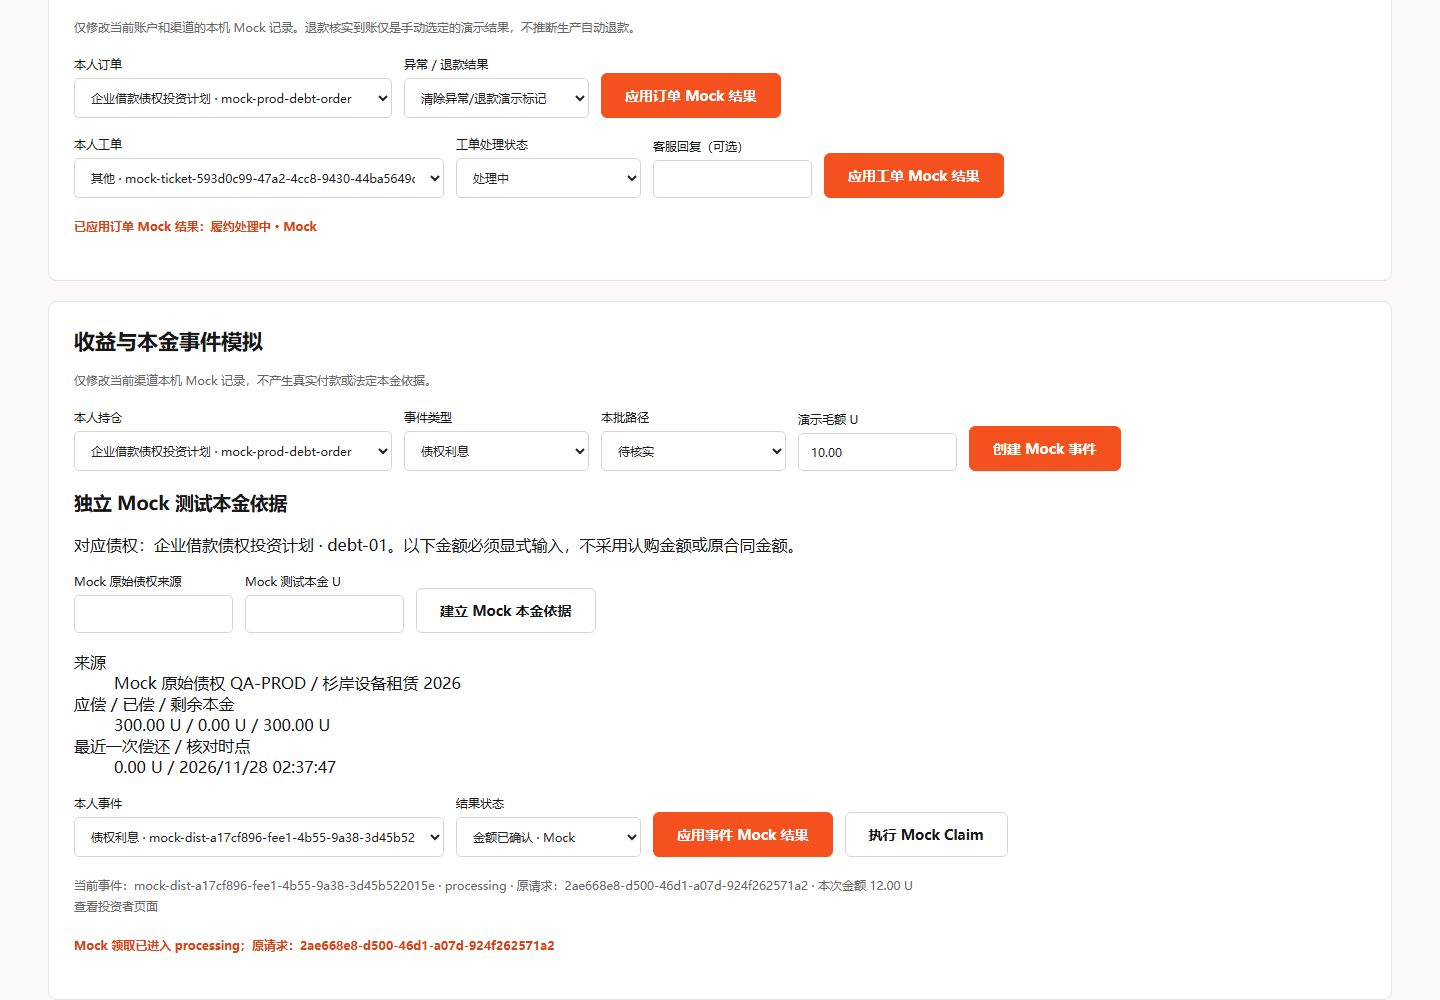 仅修改当前账户和渠道的本机 Mock 记录。退款核实到账仅是手动选定的演示结果，不推断生产自动退款。
本人订单
异常 / 退款结果
企业借款债权投资计划 · mock-prod-debt-order
清除异常/退款演示标记
应用订单 Mock 结果
本人工单
工单处理状态
客服回复（可选）
其他 · mock-ticket-593d0c99-47a2-4cc8-9430-44ba5649c
处理中
应用工单 Mock 结果
已应用订单 Mock 结果：履约处理中 • Mock
收益与本金事件模拟
仅修改当前渠道本机 Mock 记录，不产生真实付款或法定本金依据。
本人持仓
事件类型
本批路径
演示毛额 U
企业借款债权投资计划 · mock-prod-debt-order
债权利息
待核实
10.00
创建 Mock 事件
独立 Mock 测试本金依据
对应债权：企业借款债权投资计划 · debt-01。以下金额必须显式输入，不采用认购金额或原合同金额。
Mock 原始债权来源
Mock 测试本金 U
建立 Mock 本金依据
来源
Mock 原始债权 QA-PROD / 杉岸设备租赁 2026
应偿 / 已偿 / 剩余本金
300.00 U / 0.00 U / 300.00 U
最近一次偿还 / 核对时点
0.00 U / 2026/11/28 02:37:47
本人事件
结果状态
债权利息 · mock-dist-a17cf896-fee1-4b55-9a38-3d45b52
金额已确认 · Mock
应用事件 Mock 结果
执行 Mock Claim
当前事件：mock-dist-a17cf896-fee1-4b55-9a38-3d45b522015e · processing · 原请求：2ae668e8-d500-46d1-a07d-924f262571a2 · 本次金额 12.00 U
查看投资者页面
Mock 领取已进入 processing；原请求：2ae668e8-d500-46d1-a07d-924f262571a2